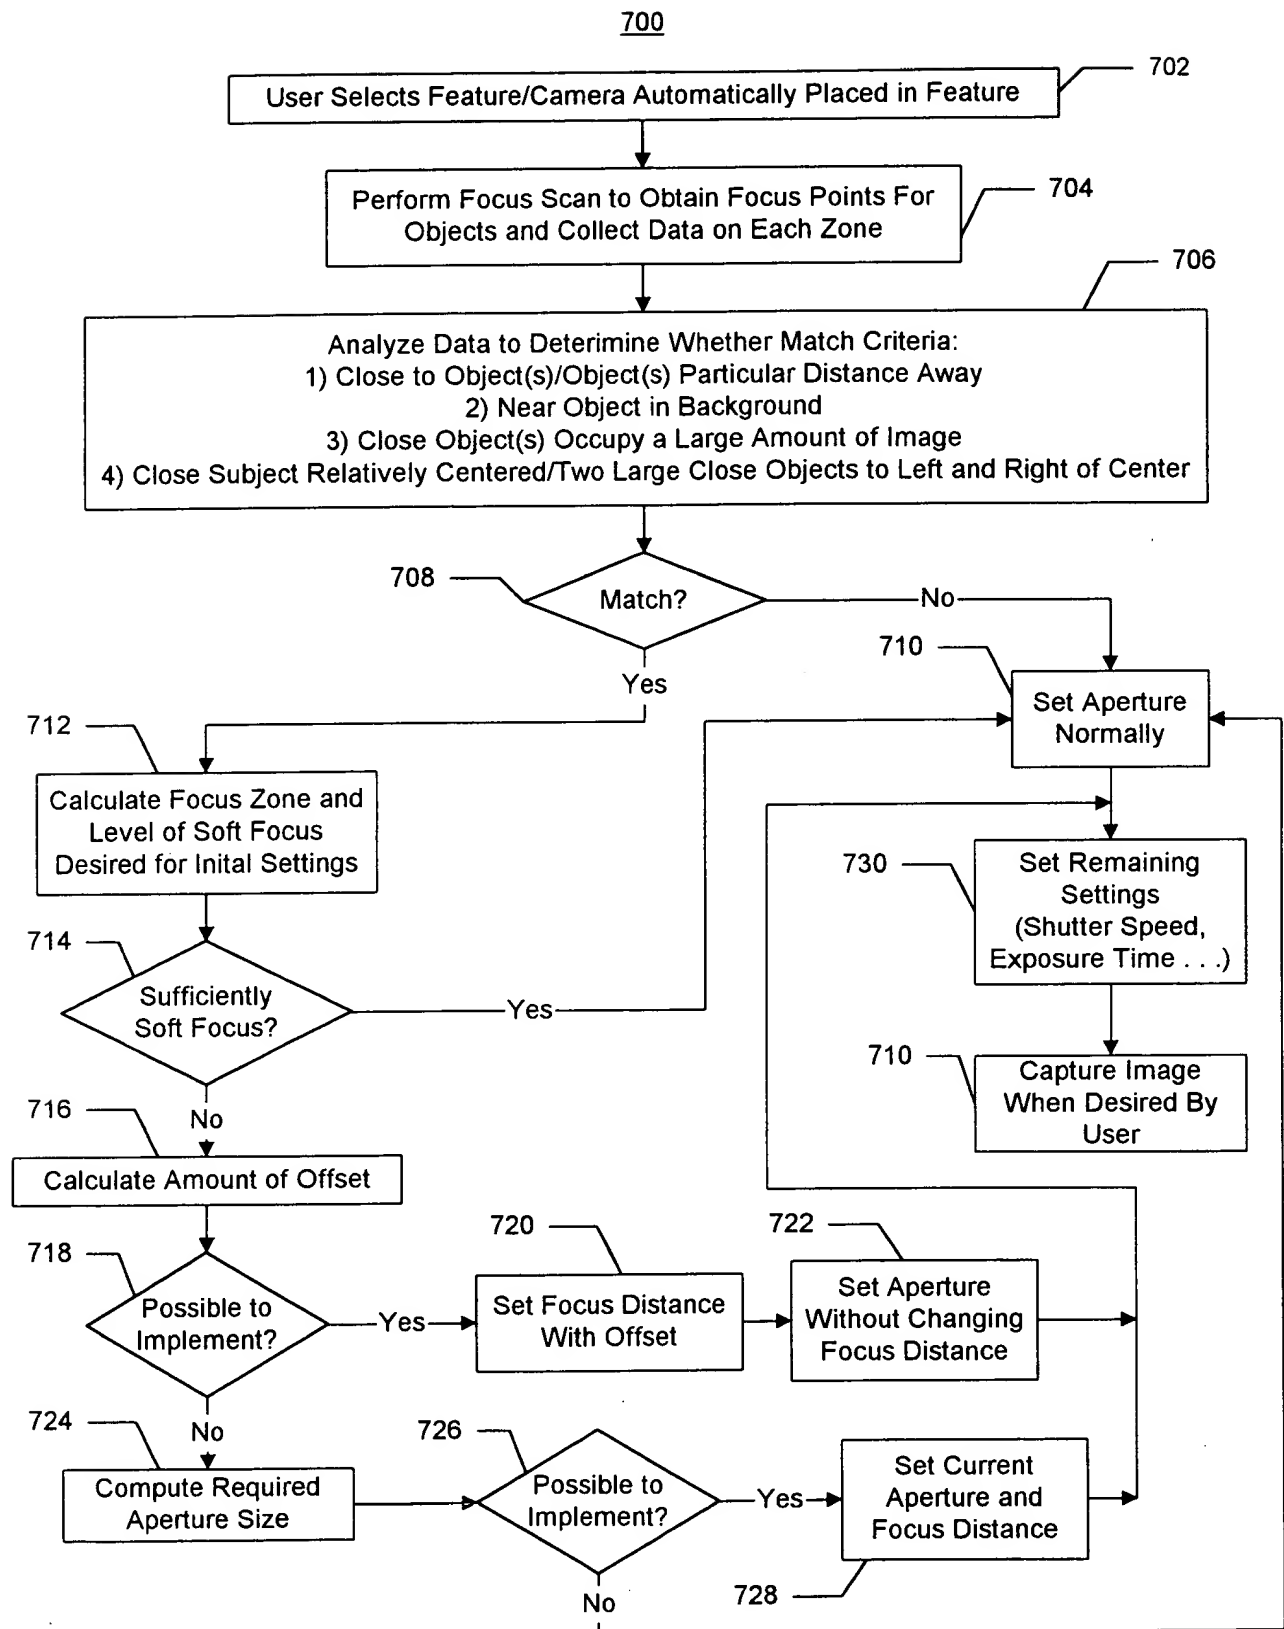 700
702
User Selects Feature/Camera Automatically Placed in Feature
704
Perform Focus Scan to Obtain Focus Points For
Objects and Collect Data on Each Zone
706
Analyze Data to Deterimine Whether Match Criteria:
1) Close to Object(s)/Object(s) Particular Distance Away
2) Near Object in Background
3) Close Object(s) Occupy a Large Amount of Image
4) Close Subject Relatively Centered/Two Large Close Objects to Left and Right of Center
708
Match?
No
Yes
710
Set Aperture
Normally
712
Calculate Focus Zone and
Level of Soft Focus
Desired for Inital Settings
730
Set Remaining
Settings
(Shutter Speed,
Exposure Time . . .)
714
Sufficiently
Soft Focus?
Yes
No
710
Capture Image
When Desired By
User
716
Calculate Amount of Offset
718
Possible to
Implement?
Yes
No
720
Set Focus Distance
With Offset
722
Set Aperture
Without Changing
Focus Distance
724
Compute Required
Aperture Size
726
Possible to
Implement?
Yes
No
Set Current
Aperture and
Focus Distance
728